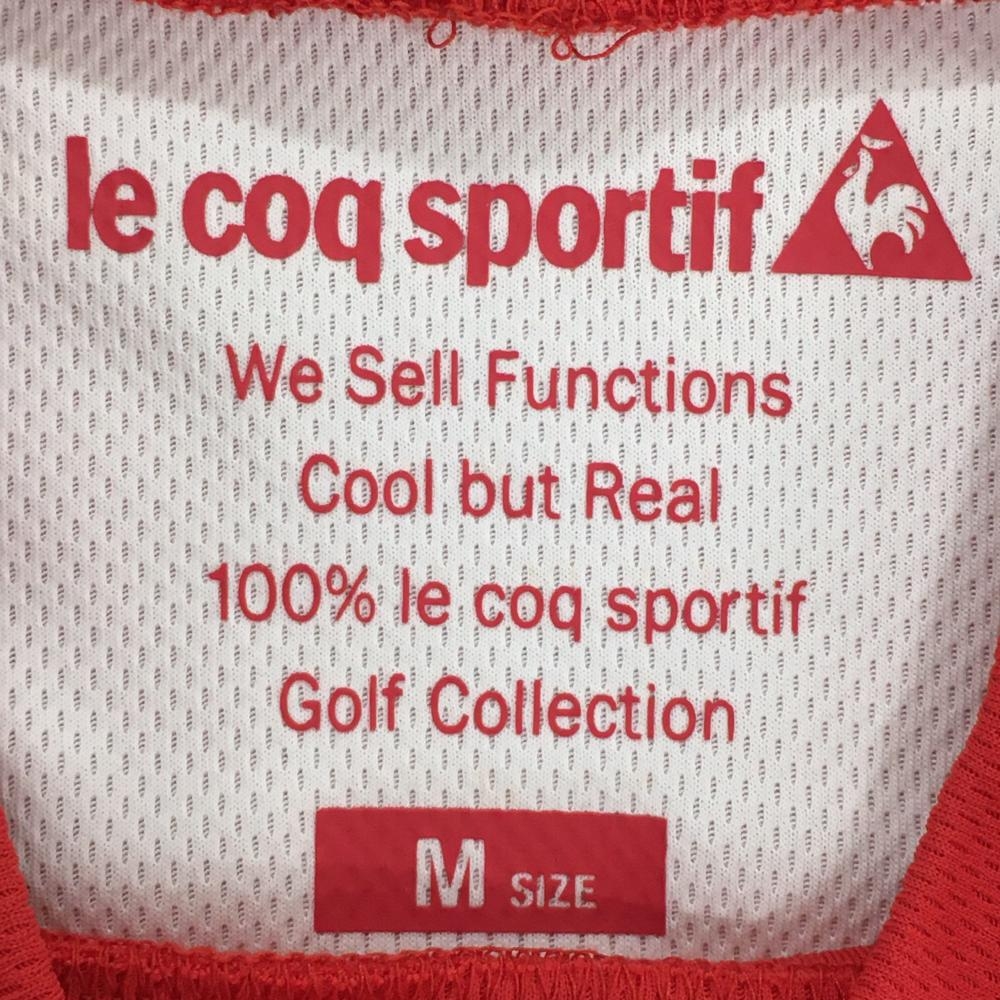 le coq sportif
We Sell Functions
Cool but Real
100% le coq sportif
Golf Collection
M SIZE